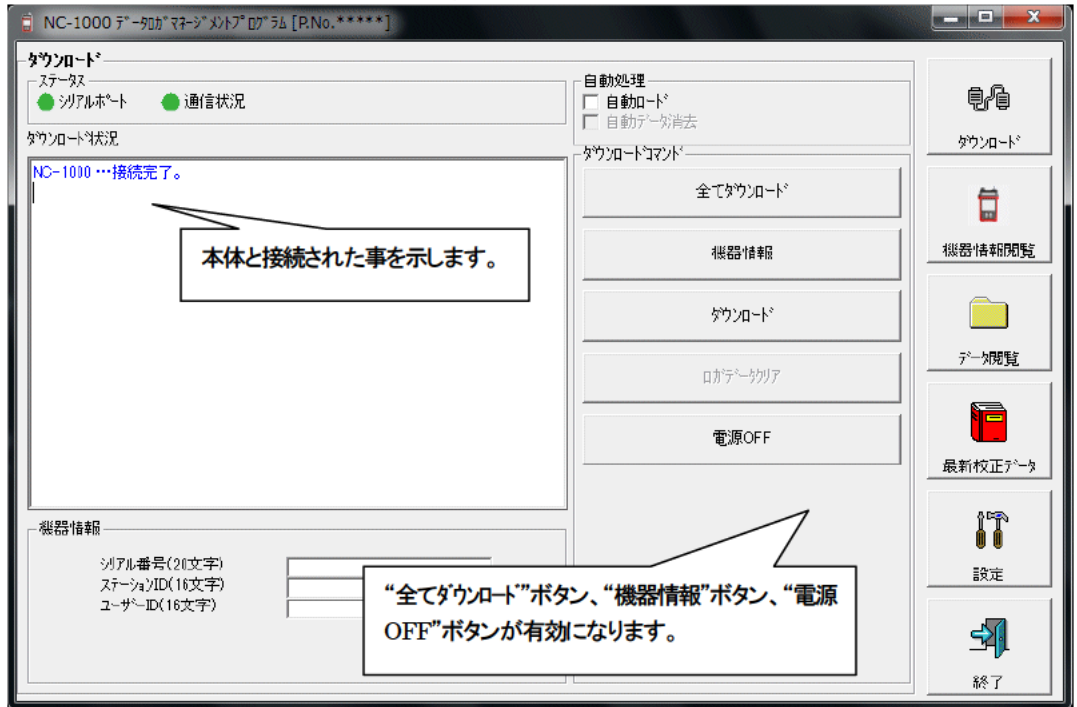 NC-1000 ﾃﾞｰﾀﾛｶﾞﾏﾈｰｼﾞﾒﾝﾄﾌﾟﾛｸﾞﾗﾑ [P.No.*****]
ﾀﾞｳﾝﾛｰﾄﾞ
ｽﾃｰﾀｽ
ｼﾘｱﾙﾎﾟｰﾄ
通信状況
ﾀﾞｳﾝﾛｰﾄﾞ状況
NC-1000 …接続完了。
本体と接続された事を示します。
自動処理
自動ﾛｰﾄﾞ
自動ﾃﾞｰﾀ消去
ﾀﾞｳﾝﾛｰﾄﾞｺﾏﾝﾄﾞ
全てﾀﾞｳﾝﾛｰﾄﾞ
機器情報
ﾀﾞｳﾝﾛｰﾄﾞ
ﾛｶﾞﾃﾞｰﾀｸﾘｱ
電源OFF
機器情報
ｼﾘｱﾙ番号(20文字)
ｽﾃｰｼｮﾝID(16文字)
ﾕｰｻﾞｰID(16文字)
“全てﾀﾞｳﾝﾛｰﾄﾞ”ボタン、“機器情報”ボタン、“電源
OFF”ボタンが有効になります。
ﾀﾞｳﾝﾛｰﾄﾞ
機器情報閲覧
ﾃﾞｰﾀ閲覧
最新校正ﾃﾞｰﾀ
設定
終了